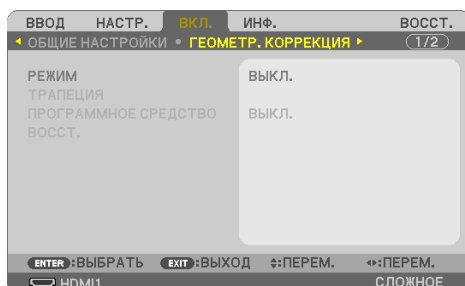 ВВОД НАСТР. ВКЛ. ИНФ. ВОССТ.
ОБЩИЕ НАСТРОЙКИ • ГЕОМЕТР. КОРРЕКЦИЯ 1/2
РЕЖИМ ВЫКЛ.
ТРАПЕЦИЯ
ПРОГРАММНОЕ СРЕДСТВО ВЫКЛ.
ВОССТ.
ENTER :ВЫБРАТЬ EXIT :ВЫХОД :ПЕРЕМ. :ПЕРЕМ.
HDMI1 СЛОЖНОЕ